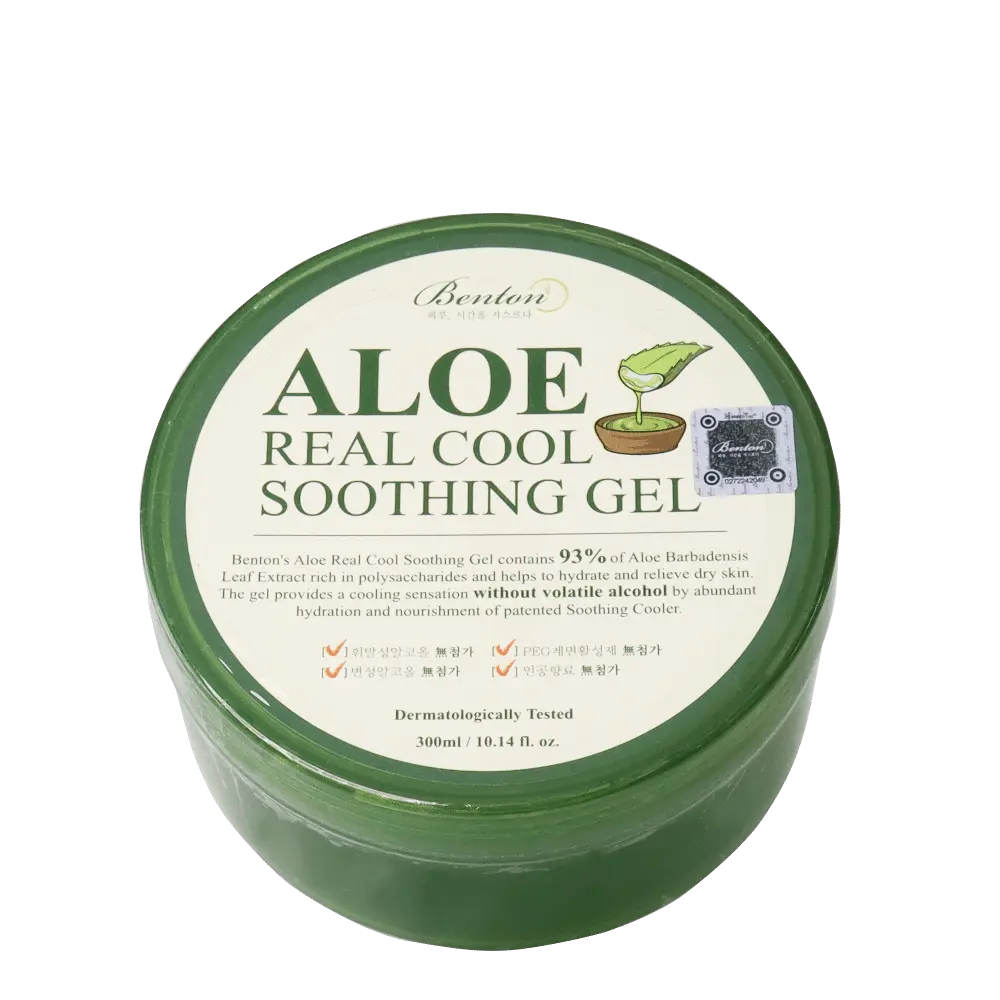 Benton
피부, 시간을 거스르다
ALOE
REAL COOL
SOOTHING GEL
Benton
0272242049
Benton's Aloe Real Cool Soothing Gel contains 93% of Aloe Barbadensis
Leaf Extract rich in polysaccharides and helps to hydrate and relieve dry skin.
The gel provides a cooling sensation without volatile alcohol by abundant
hydration and nourishment of patented Soothing Cooler.
[✓] 휘발성알코올 無첨가 [✓] PEG계면활성제 無첨가
[✓] 변성알코올 無첨가 [✓] 인공향료 無첨가
Dermatologically Tested
300ml / 10.14 fl. oz.